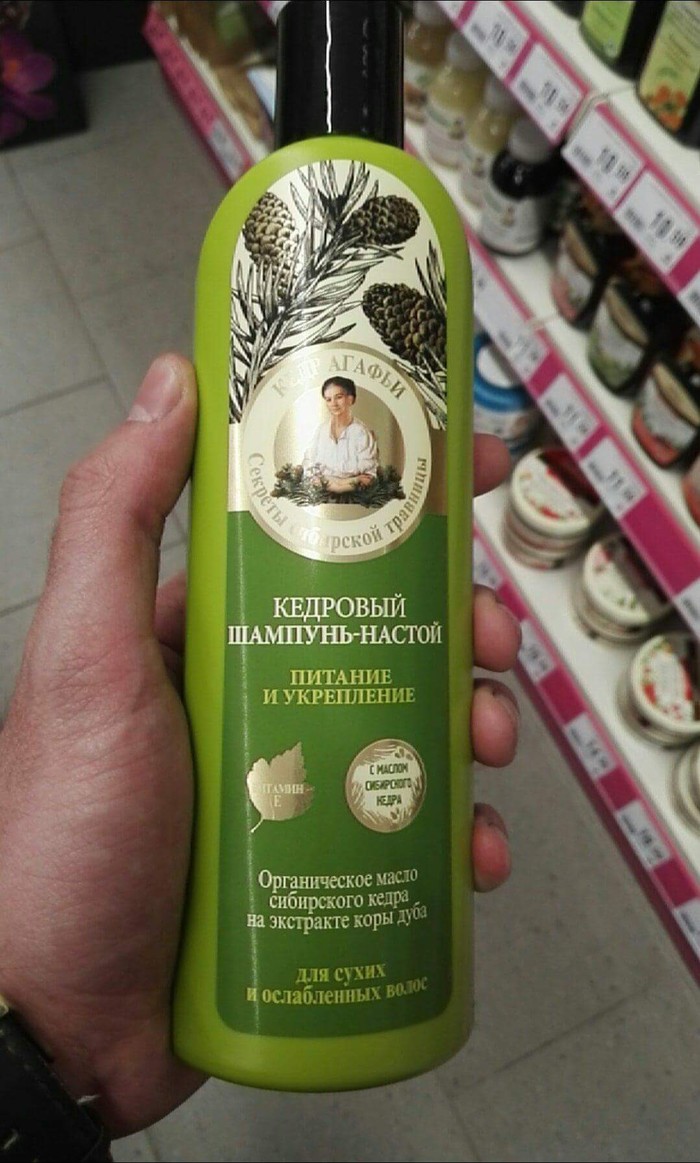 КЕДР АГАФЬИ
Секреты сибирской травницы
КЕДРОВЫЙ
ШАМПУНЬ-НАСТОЙ
ПИТАНИЕ
И УКРЕПЛЕНИЕ
ВИТАМИН
Е
С МАСЛОМ
СИБИРСКОГО
КЕДРА
Органическое масло
сибирского кедра
на экстракте коры дуба
для сухих
и ослабленных волос